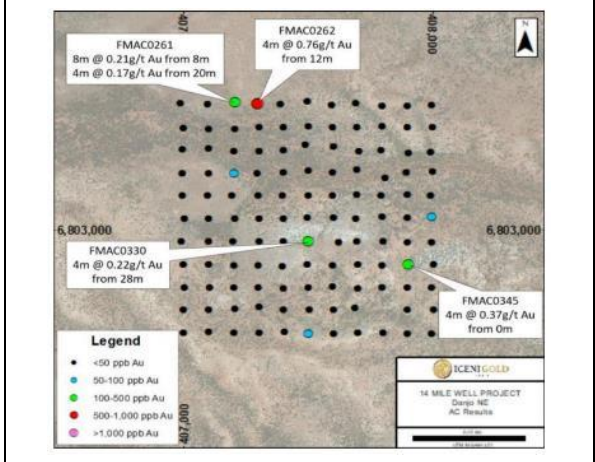 FMAC0261
8m @ 0.21g/t Au from 8m
4m @ 0.17g/t Au from 20m
FMAC0262
4m @ 0.76g/t Au
from 12m
408,000
N
6,803,000
6,803,000
FMAC0330
4m @ 0.22g/t Au
from 28m
FMAC0345
4m @ 0.37g/t Au
from 0m
Legend
<50 ppb Au
50-100 ppb Au
100-500 ppb Au
500-1,000 ppb Au
>1,000 ppb Au
407,000
ICENIGOLD
14 MILE WELL PROJECT
Danjo NE
AC Results